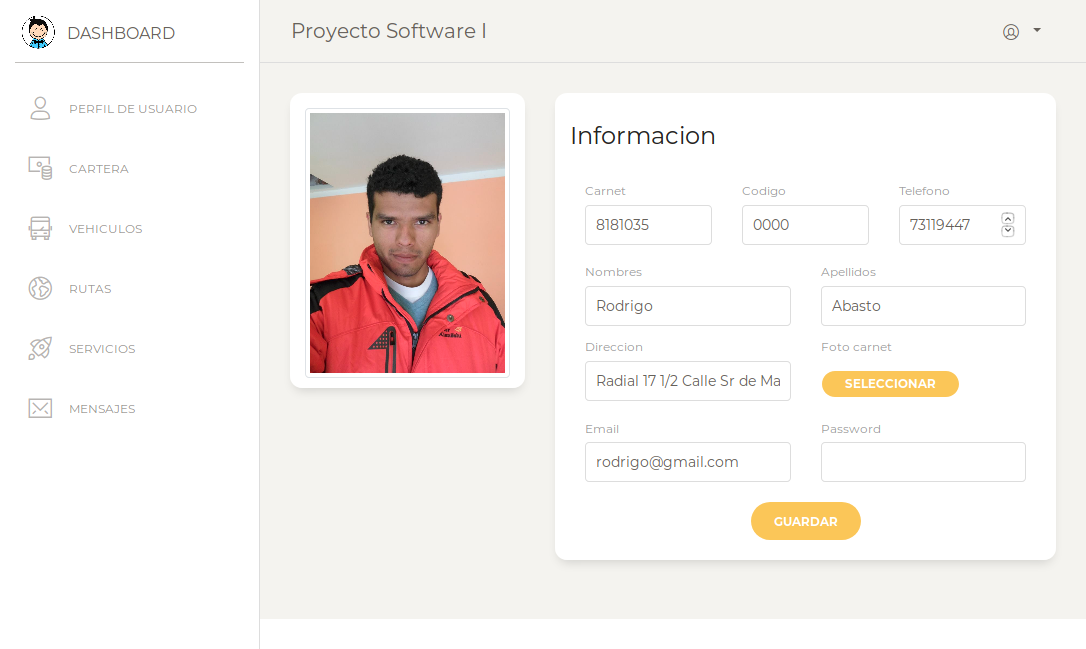 DASHBOARD
Proyecto Software I
PERFIL DE USUARIO
CARTERA
VEHICULOS
RUTAS
SERVICIOS
MENSAJES
Informacion
Carnet
Codigo
Telefono
8181035
0000
73119447
Nombres
Apellidos
Rodrigo
Abasto
Direccion
Foto carnet
Radial 17 1/2 Calle Sr de Ma
SELECCIONAR
Email
Password
rodrigo@gmail.com
GUARDAR